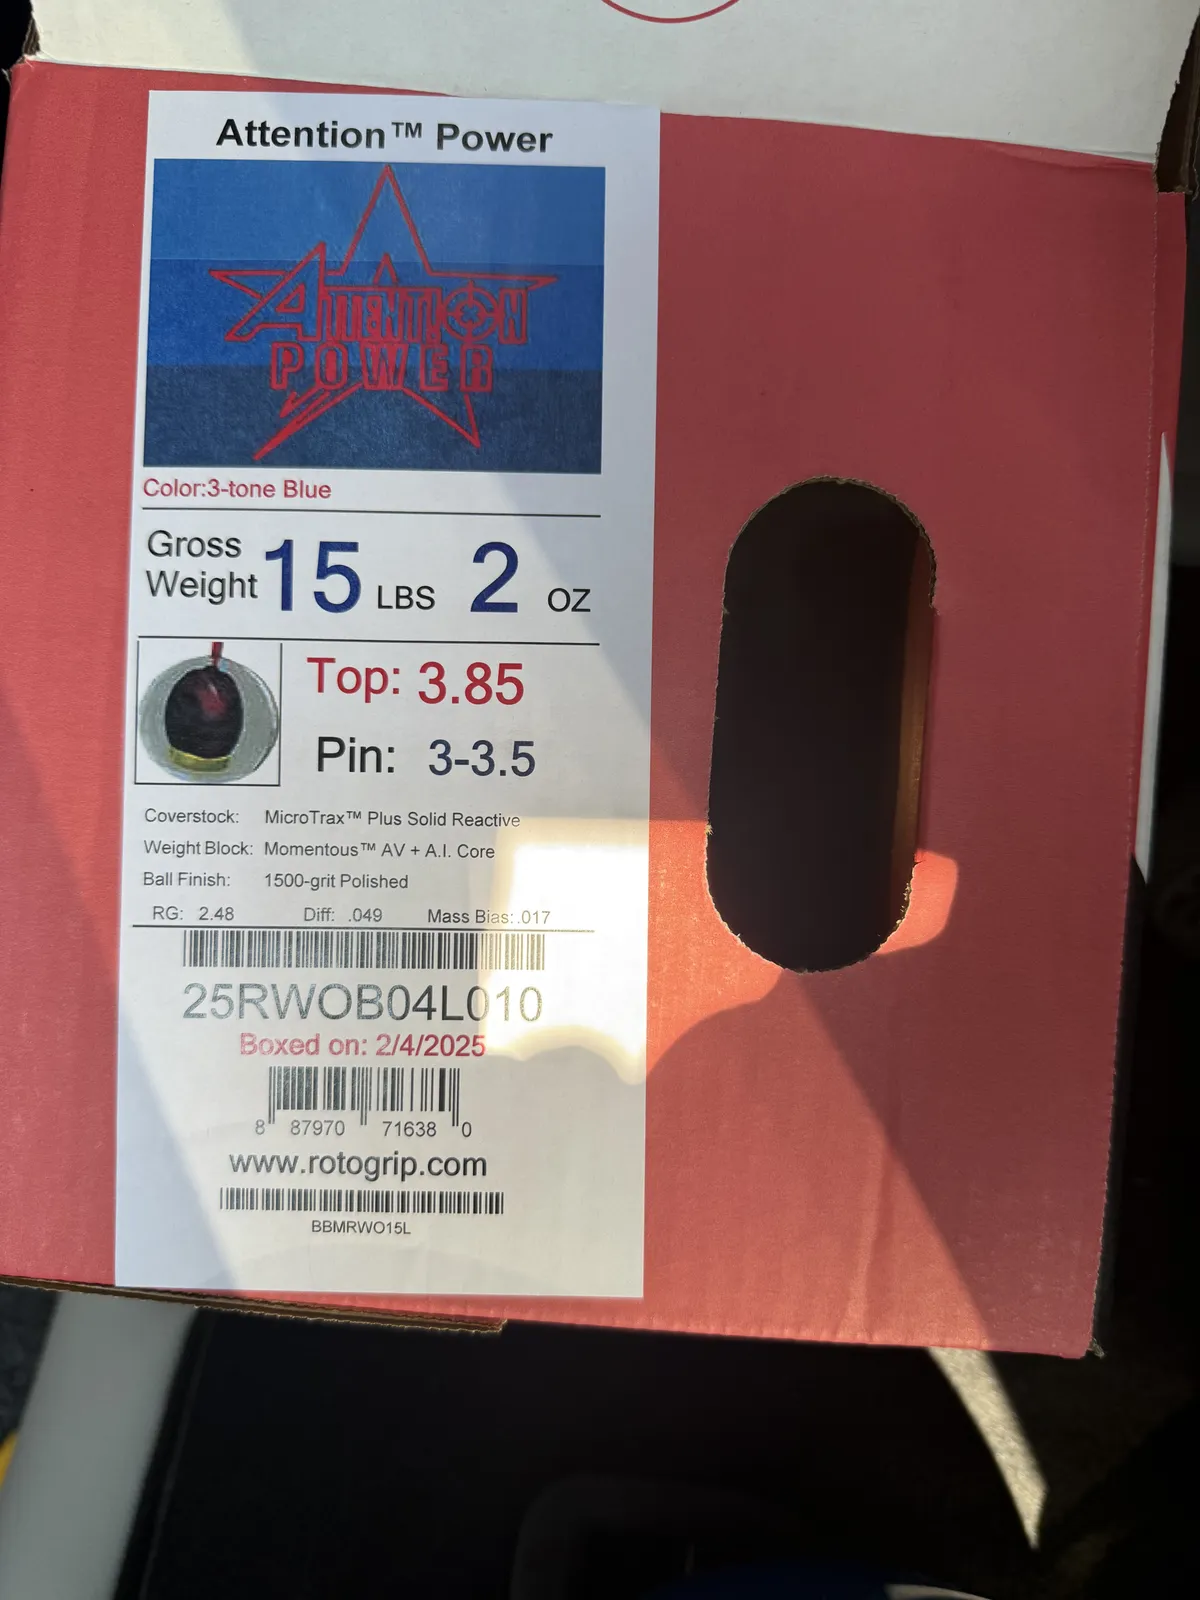 Attention™ Power
ATTENTION
POWER
Color:3-tone Blue
Gross Weight 15 LBS 2 OZ
Top: 3.85
Pin: 3-3.5
Coverstock: MicroTrax™ Plus Solid Reactive
Weight Block: Momentous™ AV + A.I. Core
Ball Finish: 1500-grit Polished
RG: 2.48 Diff: .049 Mass Bias: .017
25RWOB04L010
Boxed on: 2/4/2025
8 87970 71638 0
www.rotogrip.com
BBMRWO15L